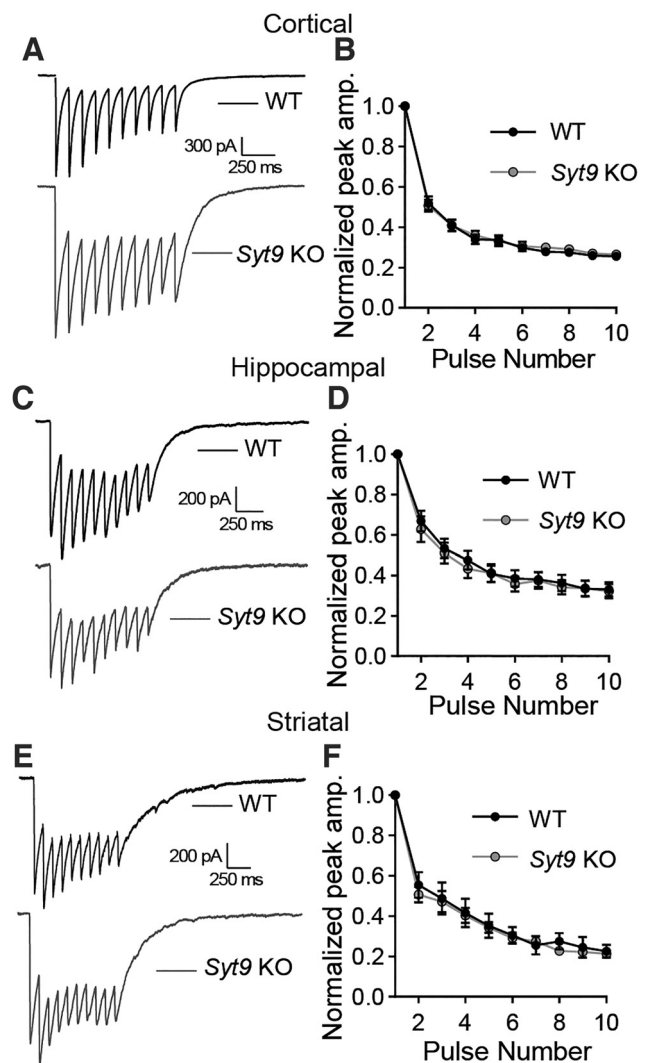 Cortical
A
B
WT
300 pA
250 ms
Syt9 KO
Normalized peak amp.
1.0
0.8
0.6
0.4
0.2
0.0
WT
Syt9 KO
2 4 6 8 10
Pulse Number
Hippocampal
C
D
WT
200 pA
250 ms
Syt9 KO
Normalized peak amp.
1.0
0.8
0.6
0.4
0.2
0.0
WT
Syt9 KO
2 4 6 8 10
Pulse Number
Striatal
E
F
WT
200 pA
250 ms
Syt9 KO
Normalized peak amp.
1.0
0.8
0.6
0.4
0.2
0.0
WT
Syt9 KO
2 4 6 8 10
Pulse Number